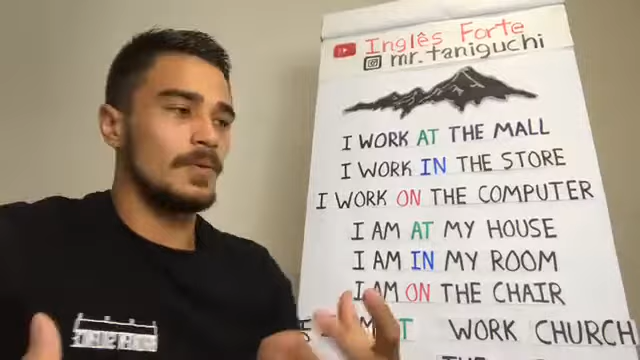 Inglês Forte
mr.taniguchi
I WORK AT THE MALL
I WORK IN THE STORE
I WORK ON THE COMPUTER
I AM AT MY HOUSE
I AM IN MY ROOM
I AM ON THE CHAIR
WORK CHURCH